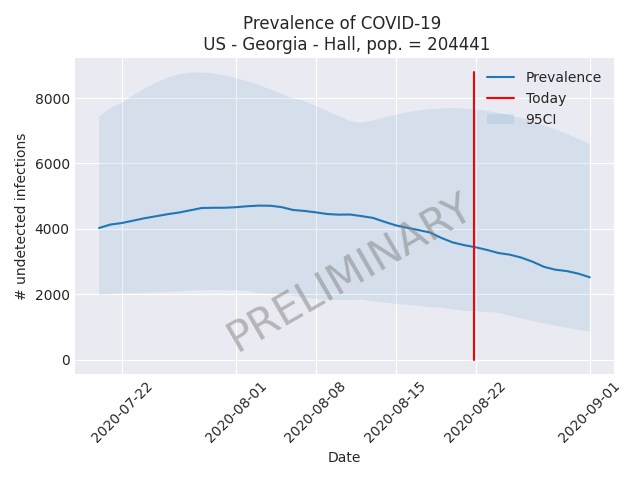 Prevalence of COVID-19
US - Georgia - Hall, pop. = 204441
Prevalence
Today
95CI
# undetected infections
8000
6000
4000
2000
0
PRELIMINARY
2020-07-22
2020-08-01
2020-08-08
2020-08-15
2020-08-22
2020-09-01
Date